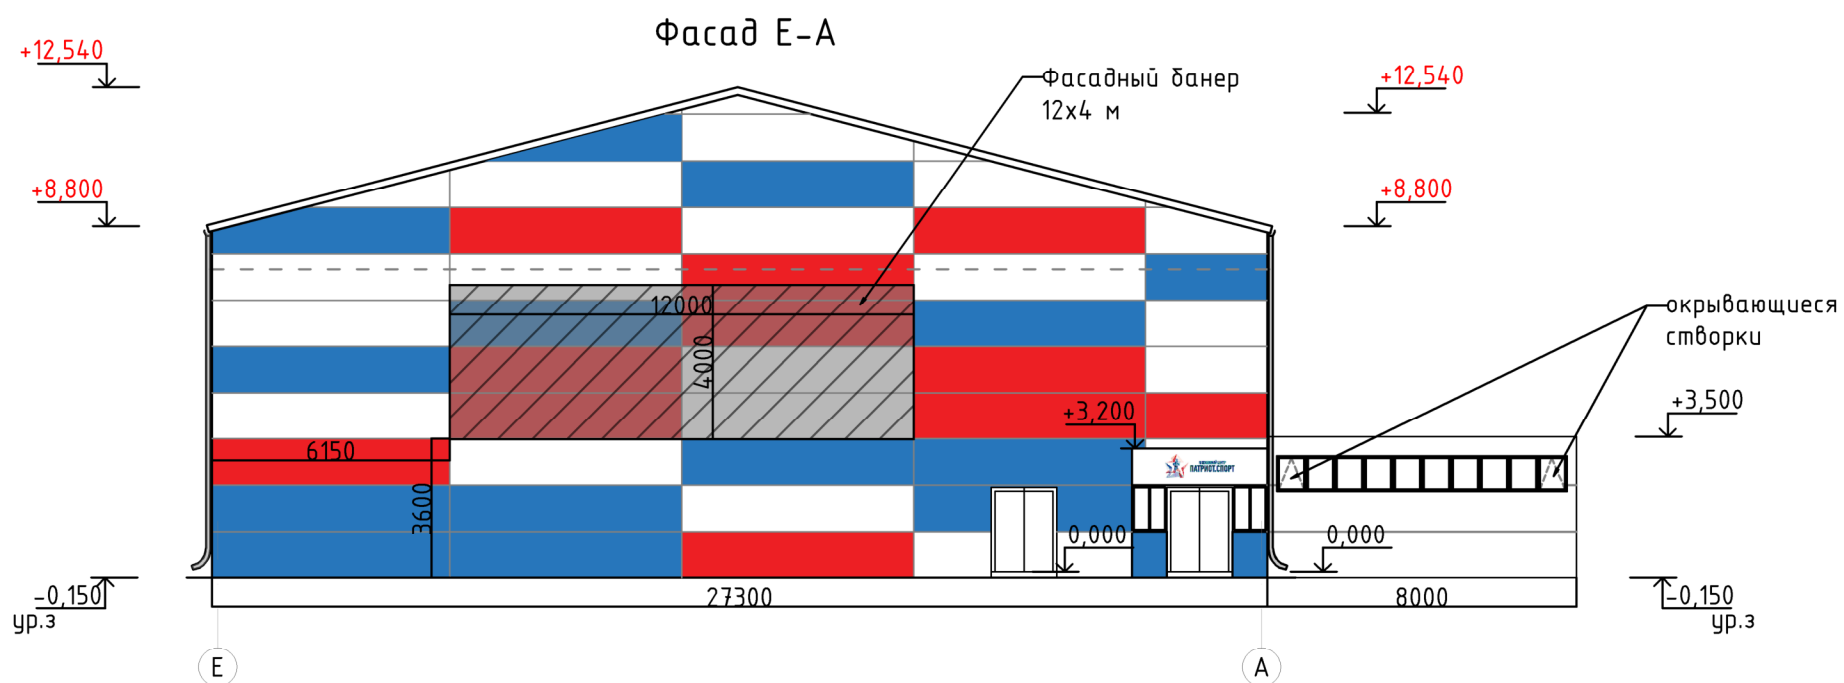 Фасад Е-А
+12,540
Фасадный банер
12х4 м
+12,540
+8,800
+8,800
12000
4000
окрывающиеся
створки
+3,200
+3,500
6150
3600
ПАТРИОТ.СПОРТ
0,000
0,000
-0,150
ур.з
27300
8000
-0,150
ур.з
Е
А